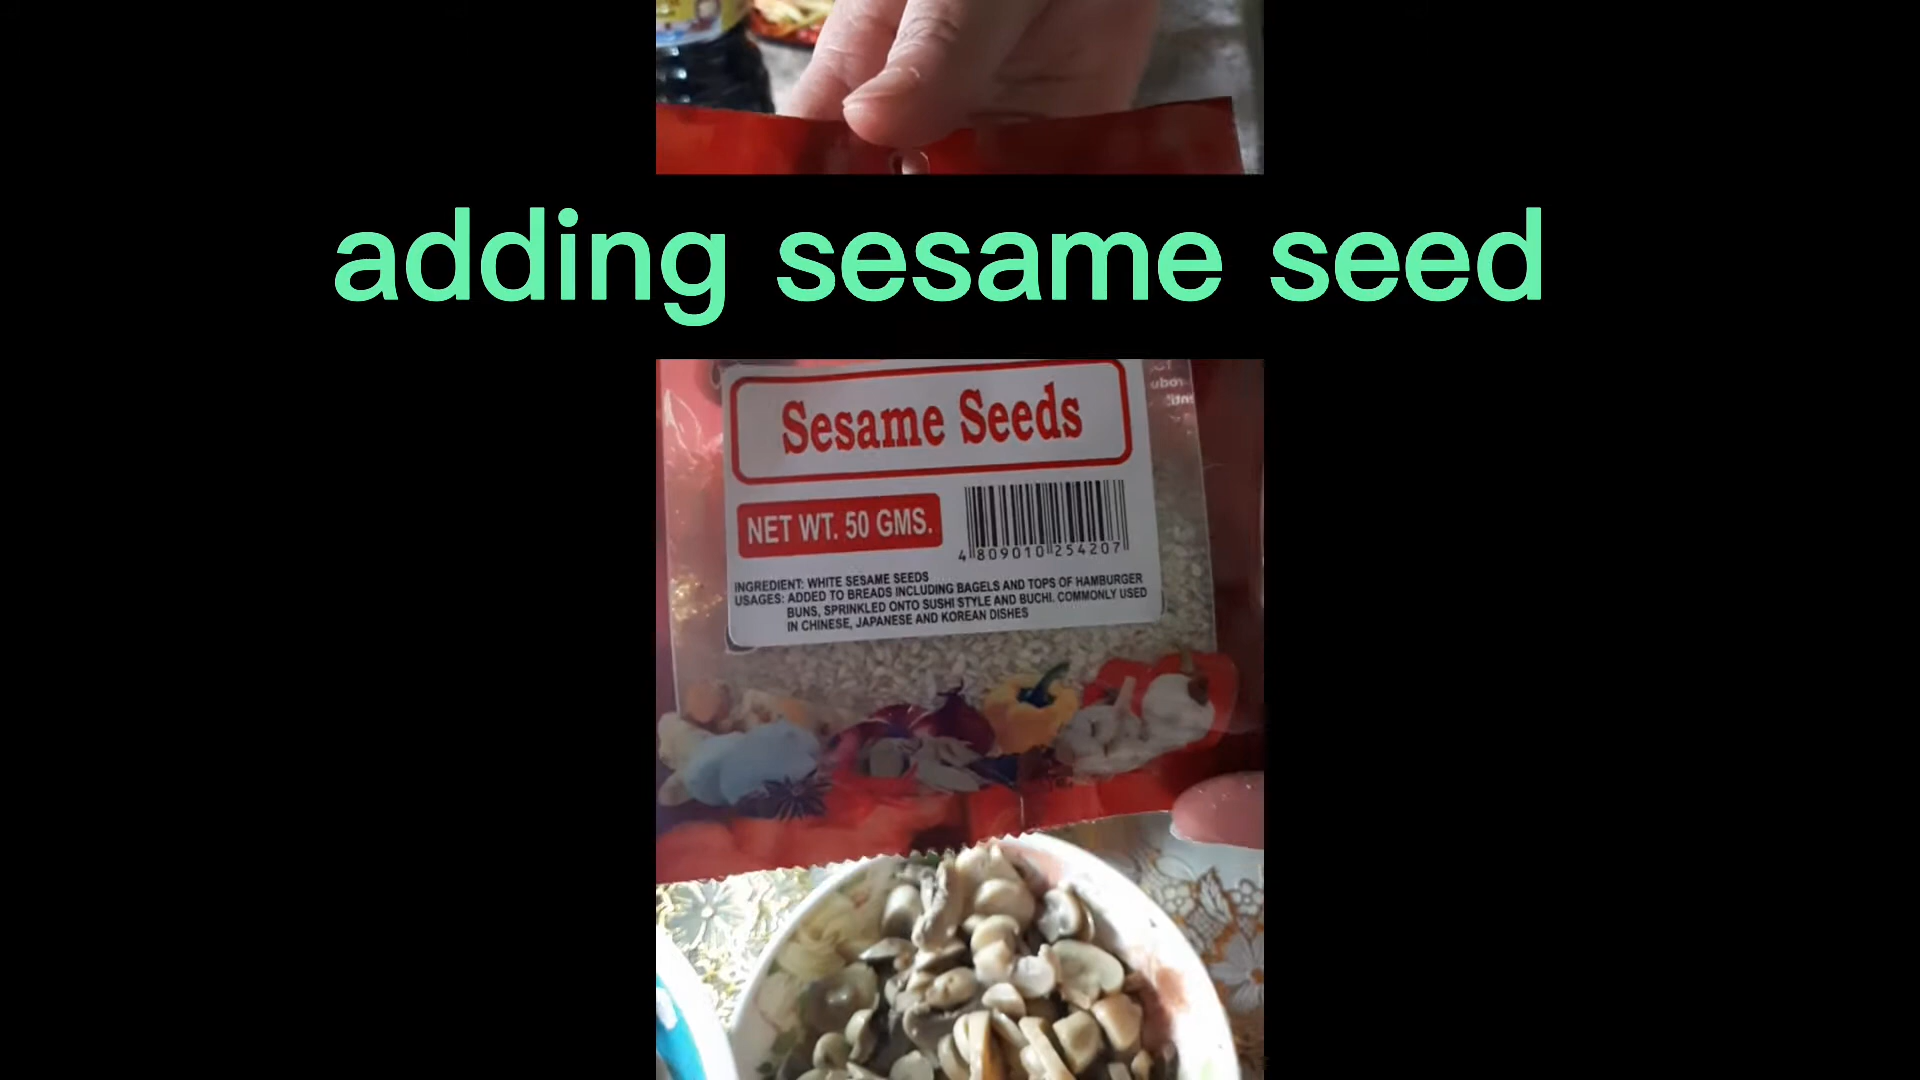 adding sesame seed
Sesame Seeds
NET WT. 50 GMS.
4 809010 254207
INGREDIENT: WHITE SESAME SEEDS
USAGES: ADDED TO BREADS INCLUDING BAGELS AND TOPS OF HAMBURGER
BUNS, SPRINKLED ONTO SUSHI STYLE AND BUCHI. COMMONLY USED
IN CHINESE, JAPANESE AND KOREAN DISHES